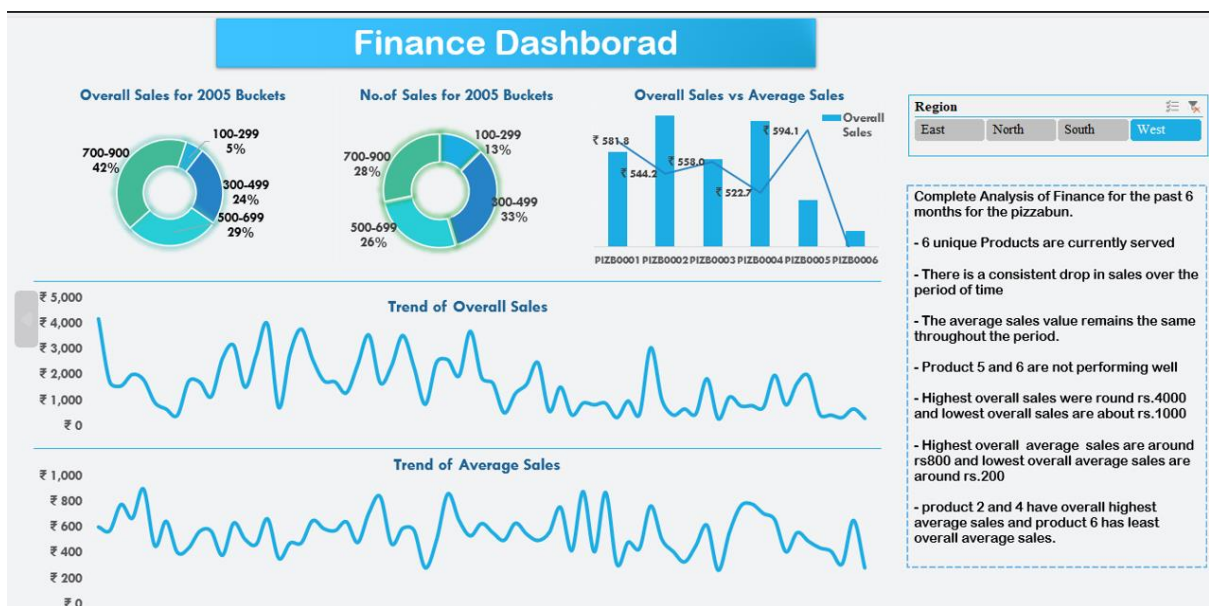 Finance Dashborad
Overall Sales for 2005 Buckets
100-299
5%
300-499
24%
500-699
29%
700-900
42%
No.of Sales for 2005 Buckets
100-299
13%
300-499
33%
500-699
26%
700-900
28%
Overall Sales vs Average Sales
Overall
Sales
₹ 581.8
₹ 544.2
₹ 558.0
₹ 522.7
₹ 594.1
PIZB0001 PIZB0002 PIZB0003 PIZB0004 PIZB0005 PIZB0006
Region
East North South West
Complete Analysis of Finance for the past 6
months for the pizzabun.
- 6 unique Products are currently served
- There is a consistent drop in sales over the
period of time
- The average sales value remains the same
throughout the period.
- Product 5 and 6 are not performing well
- Highest overall sales were round rs.4000
and lowest overall sales are about rs.1000
- Highest overall average sales are around
rs800 and lowest overall average sales are
around rs.200
- product 2 and 4 have overall highest
average sales and product 6 has least
overall average sales.
Trend of Overall Sales
₹ 5,000
₹ 4,000
₹ 3,000
₹ 2,000
₹ 1,000
₹ 0
Trend of Average Sales
₹ 1,000
₹ 800
₹ 600
₹ 400
₹ 200
₹ 0